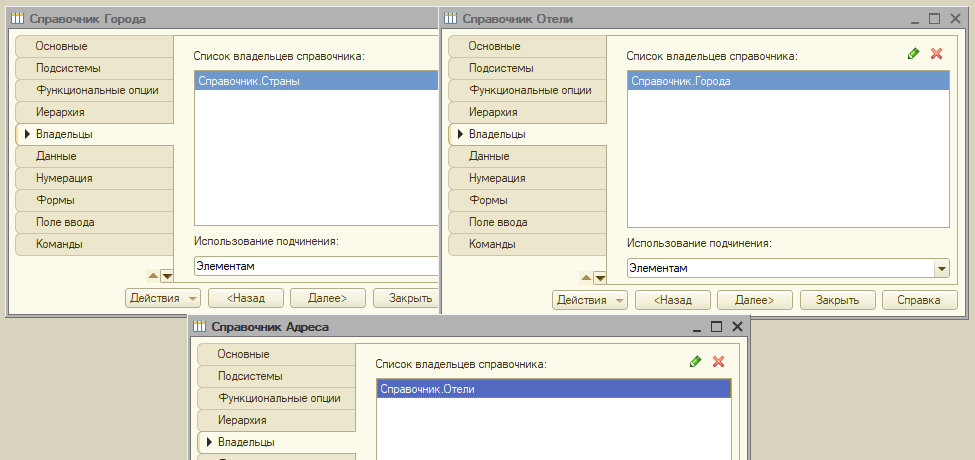 Справочник Города
Основные
Подсистемы
Функциональные опции
Иерархия
Владельцы
Данные
Нумерация
Формы
Поле ввода
Команды
Список владельцев справочника:
Справочник.Страны
Использование подчинения:
Элементам
Действия
<Назад
Далее>
Закрыть
Справочник Отели
Основные
Подсистемы
Функциональные опции
Иерархия
Владельцы
Данные
Нумерация
Формы
Поле ввода
Команды
Список владельцев справочника:
Справочник.Города
Использование подчинения:
Элементам
Действия
<Назад
Далее>
Закрыть
Справка
Справочник Адреса
Основные
Подсистемы
Функциональные опции
Иерархия
Владельцы
Список владельцев справочника:
Справочник.Отели